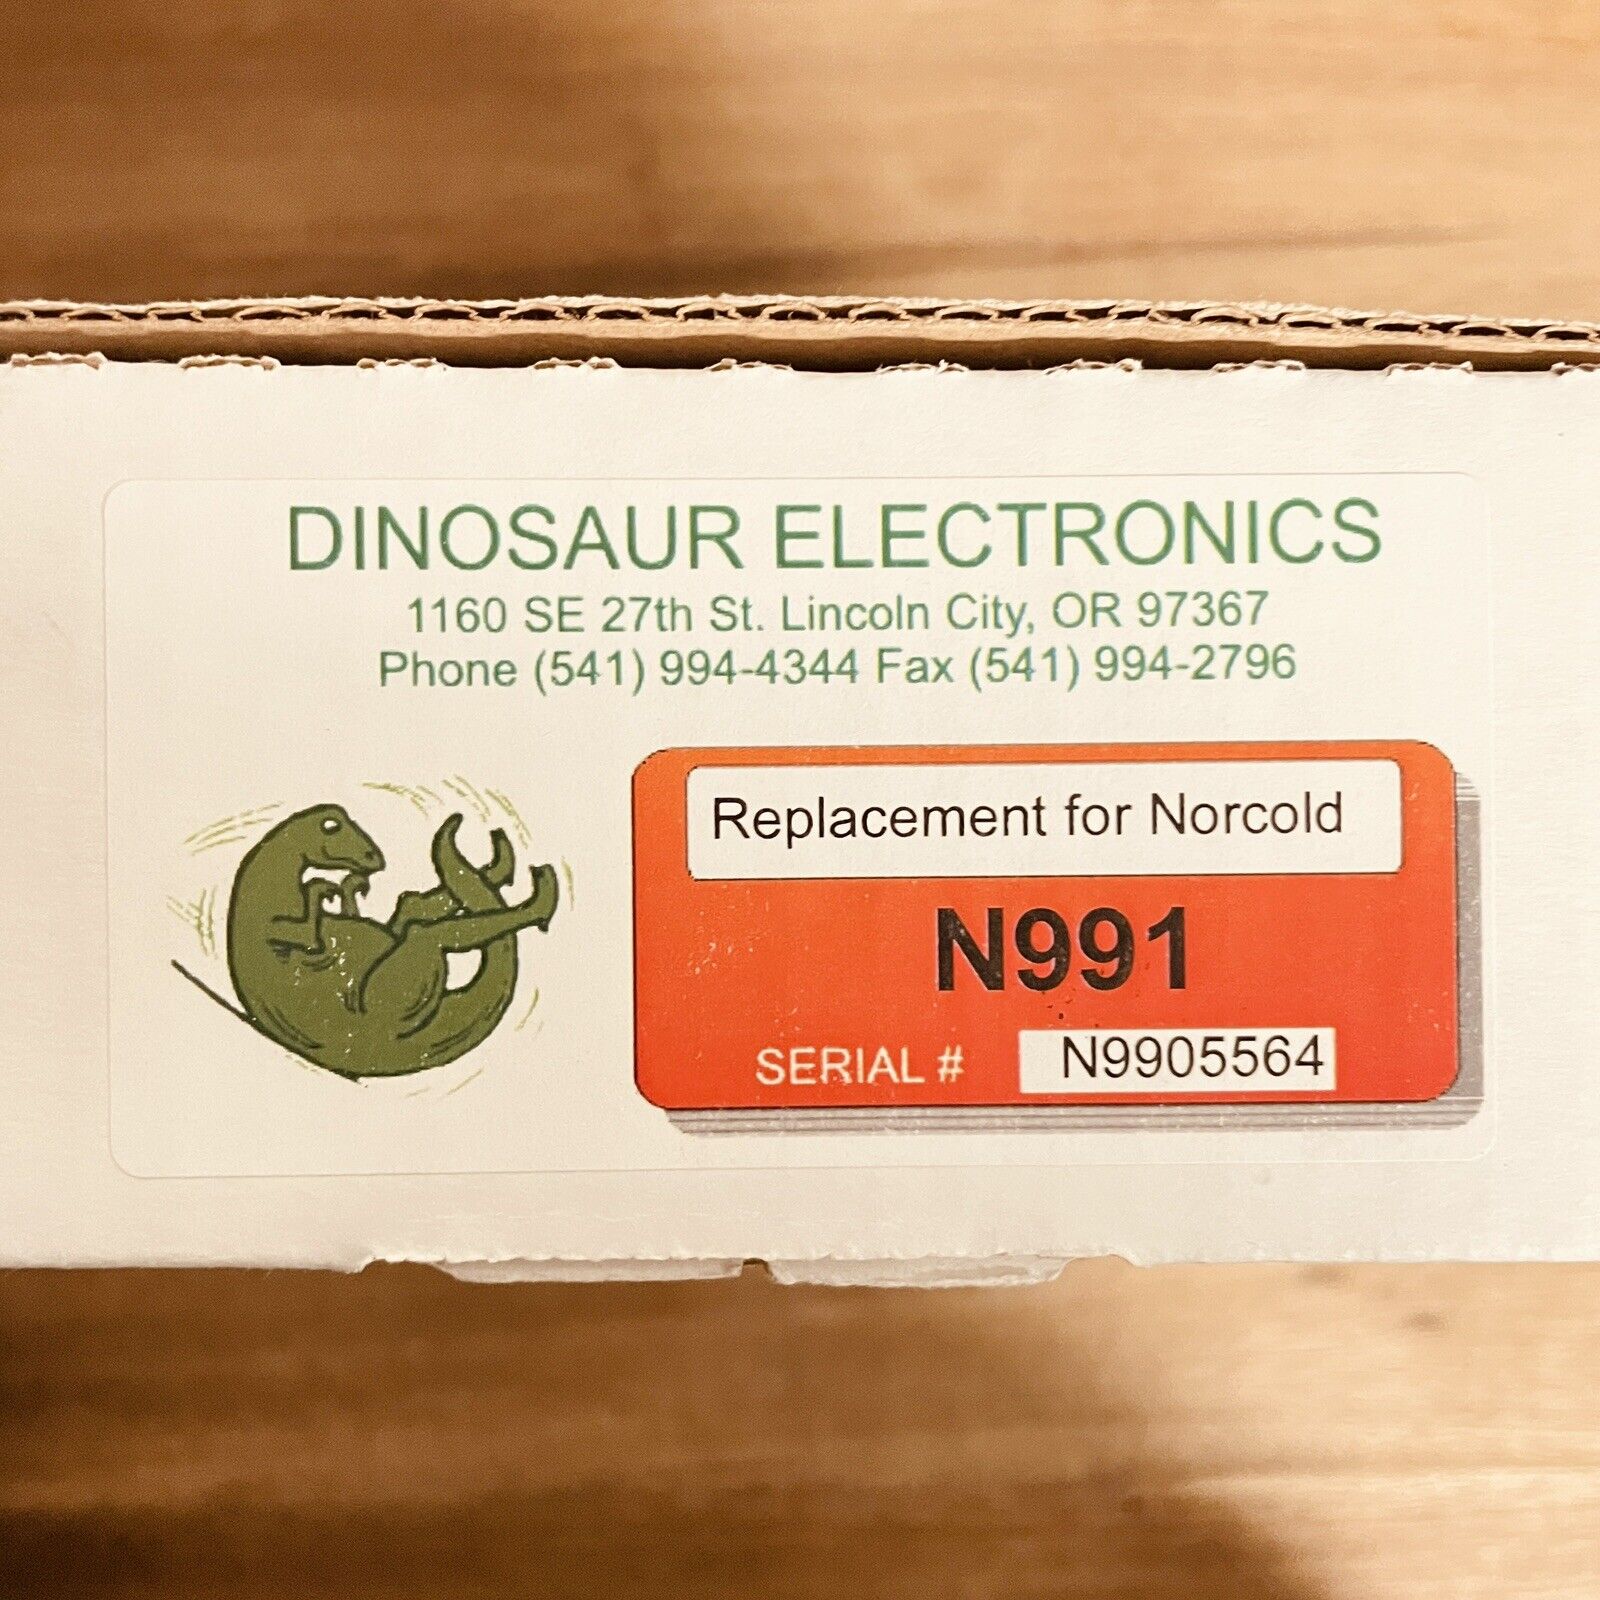 DINOSAUR ELECTRONICS
1160 SE 27th St. Lincoln City, OR 97367
Phone (541) 994-4344 Fax (541) 994-2796
Replacement for Norcold
N991
SERIAL # N9905564